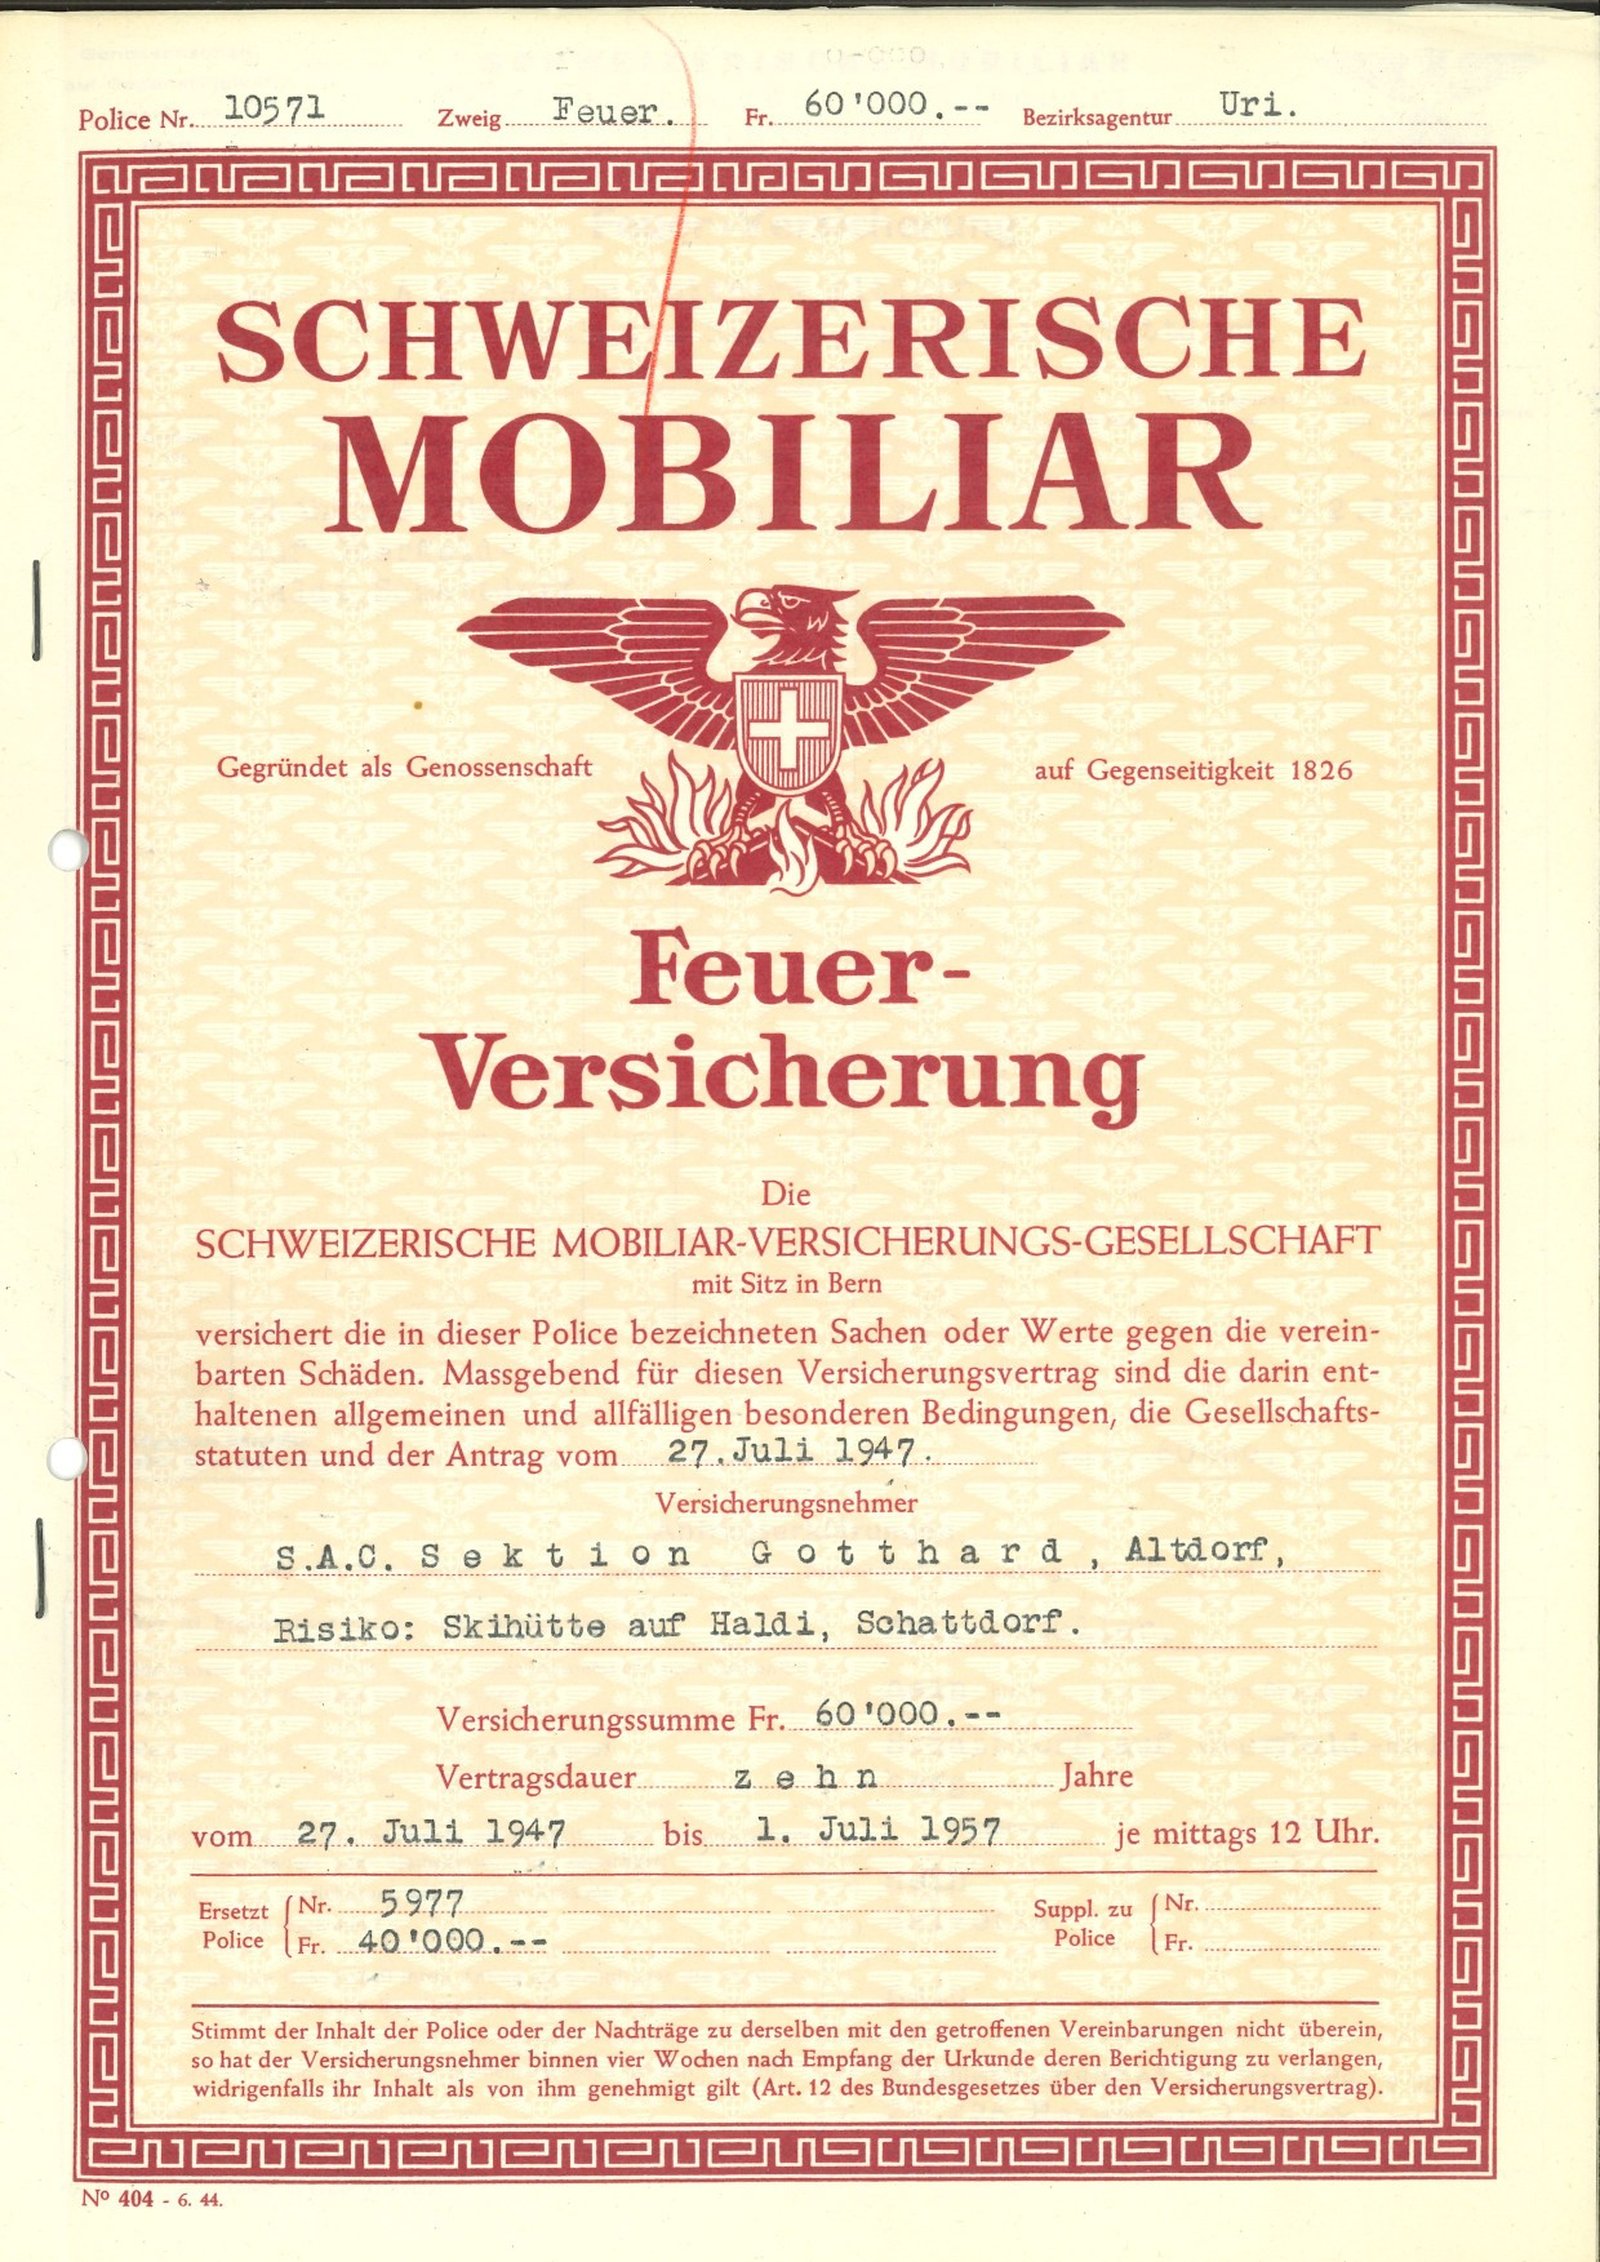 Police Nr. 10571 Zweig Feuer. Fr. 60'000.-- Bezirksagentur Uri.
SCHWEIZERISCHE
MOBILIAR
Gegründet als Genossenschaft auf Gegenseitigkeit 1826
Feuer-
Versicherung
Die
SCHWEIZERISCHE MOBILIAR-VERSICHERUNGS-GESELLSCHAFT
mit Sitz in Bern
versichert die in dieser Police bezeichneten Sachen oder Werte gegen die verein-
barten Schäden. Massgebend für diesen Versicherungsvertrag sind die darin ent-
haltenen allgemeinen und allfälligen besonderen Bedingungen, die Gesellschafts-
statuten und der Antrag vom 27.Juli 1947.
Versicherungsnehmer
S.A.C. S e k t i o n G o t t h a r d , Altdorf,
Risiko: Skihütte auf Haldi, Schattdorf.
Versicherungssumme Fr. 60'000.--
Vertragsdauer z e h n Jahre
vom 27. Juli 1947 bis 1. Juli 1957 je mittags 12 Uhr.
Ersetzt Nr. 5977 Suppl. zu Nr.
Police Fr. 40'000.-- Police Fr.
Stimmt der Inhalt der Police oder der Nachträge zu derselben mit den getroffenen Vereinbarungen nicht überein,
so hat der Versicherungsnehmer binnen vier Wochen nach Empfang der Urkunde deren Berichtigung zu verlangen,
widrigenfalls ihr Inhalt als von ihm genehmigt gilt (Art. 12 des Bundesgesetzes über den Versicherungsvertrag).
Nº 404 - 6. 44.